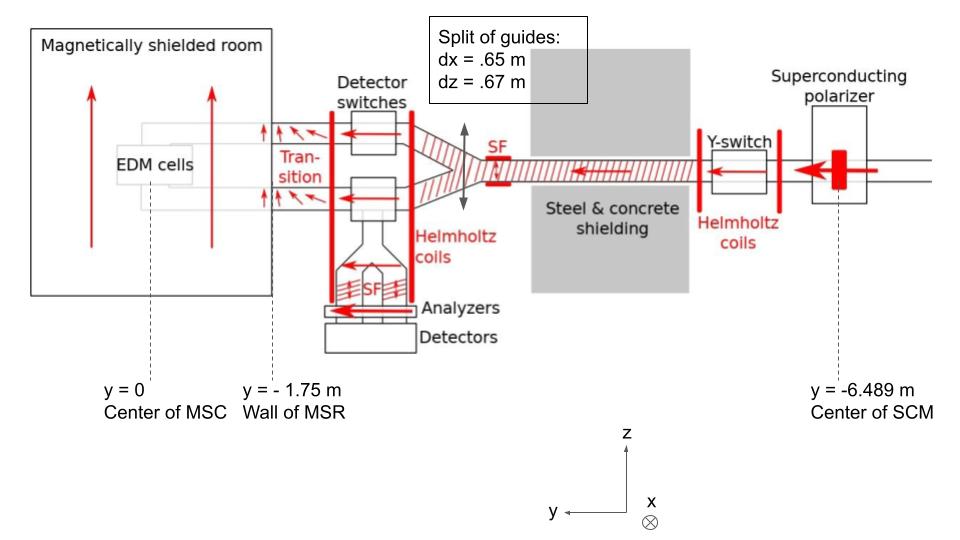 Split of guides:
dx = .65 m
dz = .67 m
Magnetically shielded room
Detector
switches
Superconducting
polarizer
SF
Y-switch
EDM cells
Tran-
sition
Steel & concrete
shielding
Helmholtz
coils
Helmholtz
coils
SF
Analyzers
Detectors
y = 0
Center of MSC
y = - 1.75 m
Wall of MSR
y = -6.489 m
Center of SCM
z
y
x